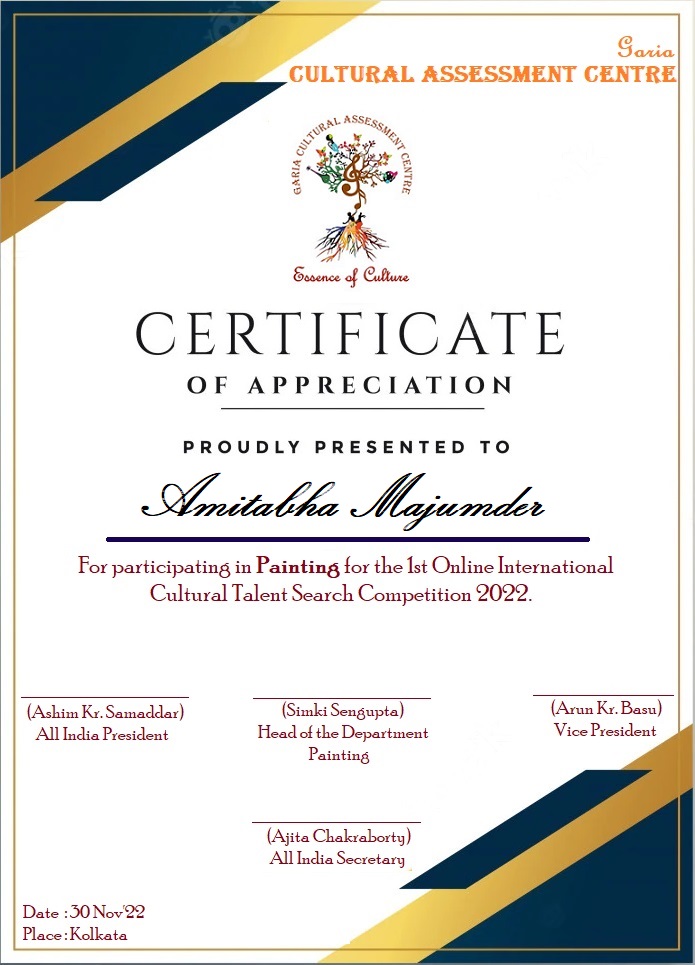 Garia
CULTURAL ASSESSMENT CENTRE
GARIA CULTURAL ASSESSMENT CENTRE
Essence of Culture
CERTIFICATE
OF APPRECIATION
PROUDLY PRESENTED TO
Amitabha Majumder
For participating in Painting for the 1st Online International
Cultural Talent Search Competition 2022.
(Ashim Kr. Samaddar)
All India President
(Simki Sengupta)
Head of the Department
Painting
(Arun Kr. Basu)
Vice President
(Ajita Chakraborty)
All India Secretary
Date : 30 Nov'22
Place : Kolkata